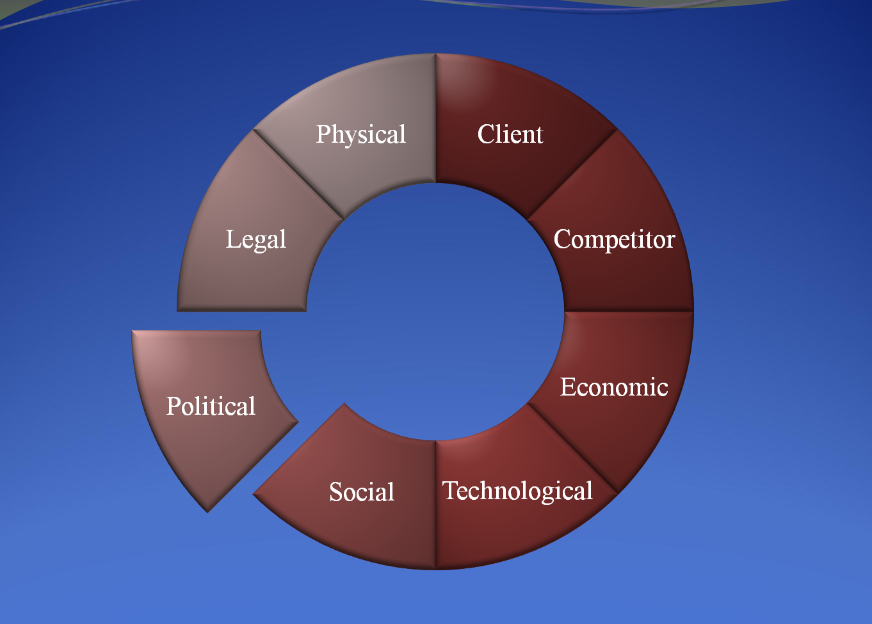 Physical
Client
Legal
Competitor
Political
Economic
Social
Technological